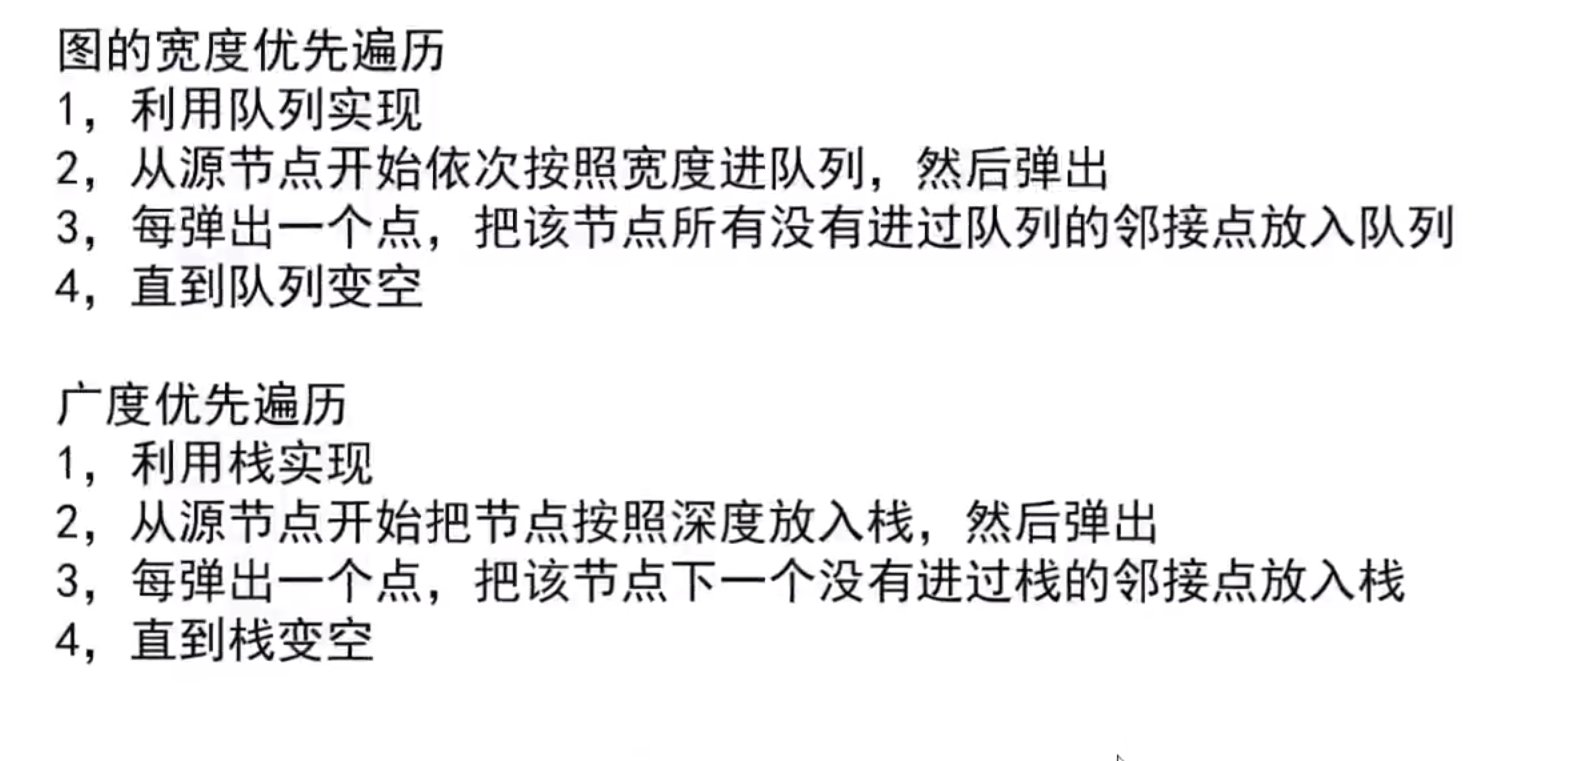 图的宽度优先遍历
1，利用队列实现
2，从源节点开始依次按照宽度进队列，然后弹出
3，每弹出一个点，把该节点所有没有进过队列的邻接点放入队列
4，直到队列变空
广度优先遍历
1，利用栈实现
2，从源节点开始把节点按照深度放入栈，然后弹出
3，每弹出一个点，把该节点下一个没有进过栈的邻接点放入栈
4，直到栈变空